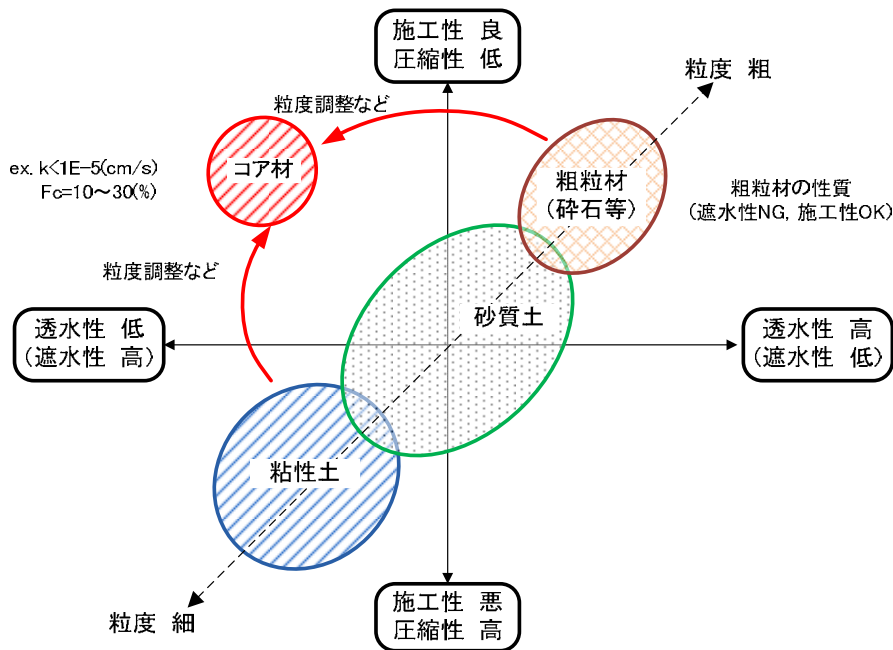 施工性 良
圧縮性 低
粒度 粗
粒度調整など
コア材
ex. k<1E-5(cm/s)
Fc=10～30(%)
粗粒材
(砕石等)
粗粒材の性質
(遮水性NG, 施工性OK)
粒度調整など
砂質土
透水性 低
(遮水性 高)
透水性 高
(遮水性 低)
粘性土
施工性 悪
圧縮性 高
粒度 細